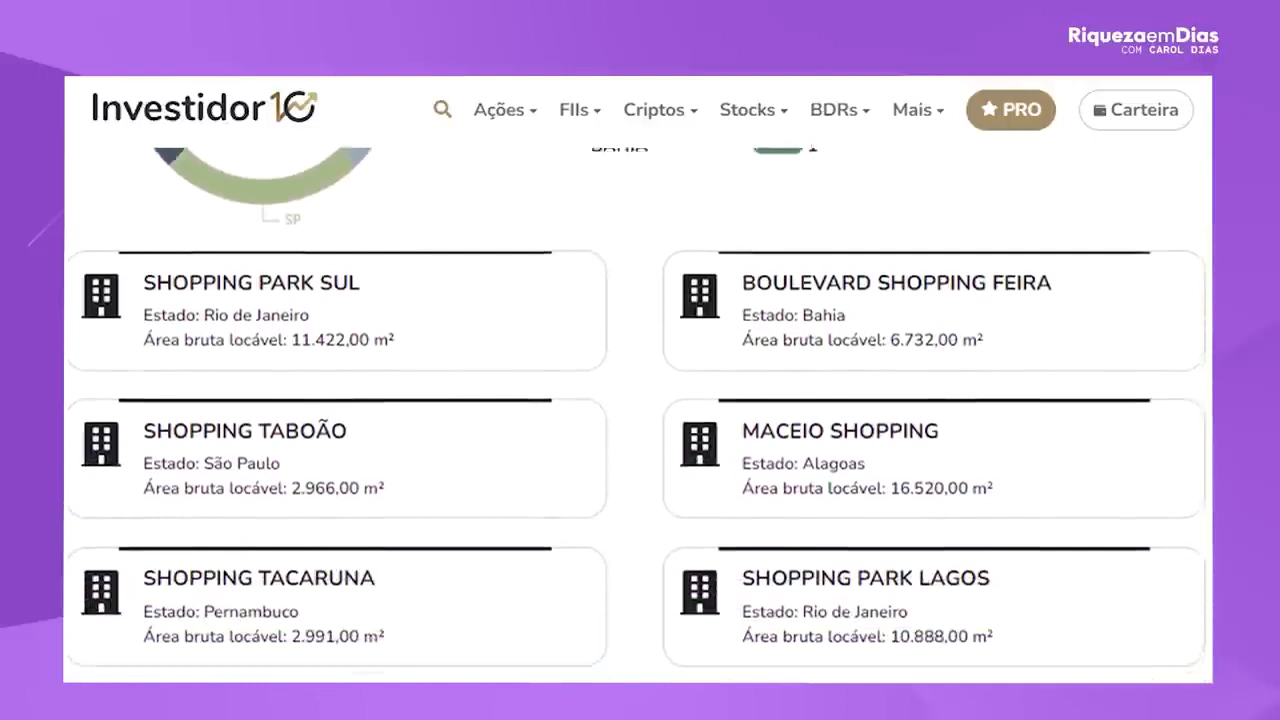 RiquezaemDias
COM CAROL DIAS
Investidor10
Ações
FIIs
Criptos
Stocks
BDRs
Mais
PRO
Carteira
BAHIA
1
SP
SHOPPING PARK SUL
Estado: Rio de Janeiro
Área bruta locável: 11.422,00 m²
BOULEVARD SHOPPING FEIRA
Estado: Bahia
Área bruta locável: 6.732,00 m²
SHOPPING TABOÃO
Estado: São Paulo
Área bruta locável: 2.966,00 m²
MACEIO SHOPPING
Estado: Alagoas
Área bruta locável: 16.520,00 m²
SHOPPING TACARUNA
Estado: Pernambuco
Área bruta locável: 2.991,00 m²
SHOPPING PARK LAGOS
Estado: Rio de Janeiro
Área bruta locável: 10.888,00 m²